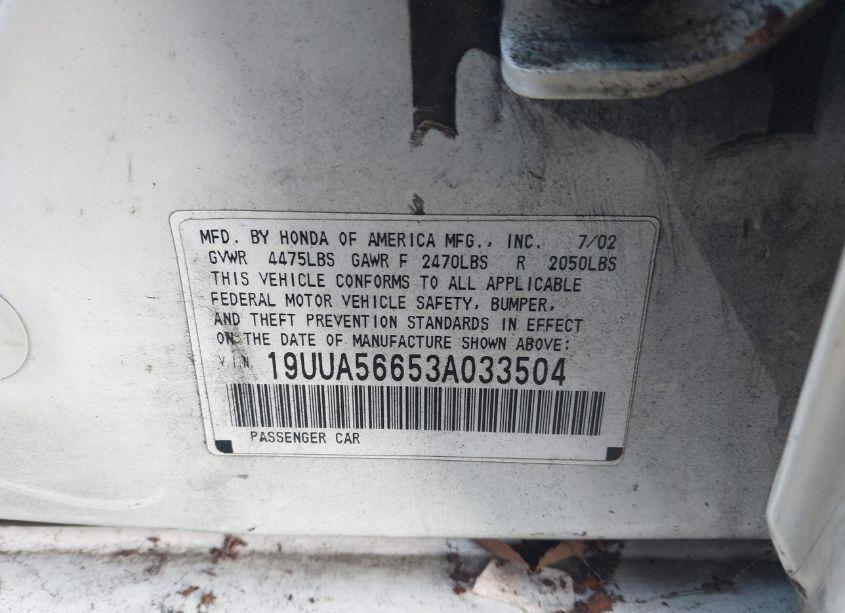 MFD. BY HONDA OF AMERICA MFG., INC. 7/02
GVWR 4475LBS GAWR F 2470LBS R 2050LBS
THIS VEHICLE CONFORMS TO ALL APPLICABLE
FEDERAL MOTOR VEHICLE SAFETY, BUMPER,
AND THEFT PREVENTION STANDARDS IN EFFECT
ON THE DATE OF MANUFACTURE SHOWN ABOVE:
V.I.N. 19UUA56653A033504
PASSENGER CAR